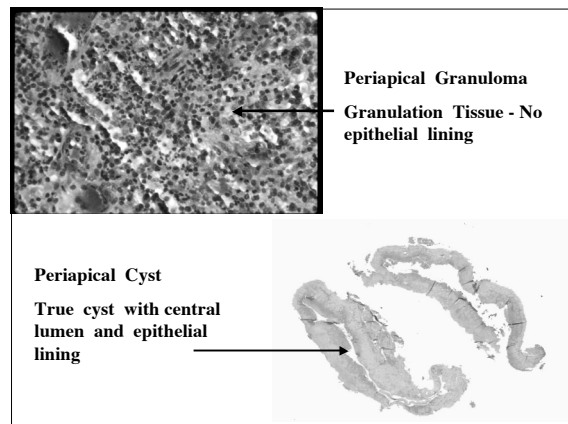 Periapical Granuloma
Granulation Tissue - No
epithelial lining
Periapical Cyst
True cyst with central
lumen and epithelial
lining